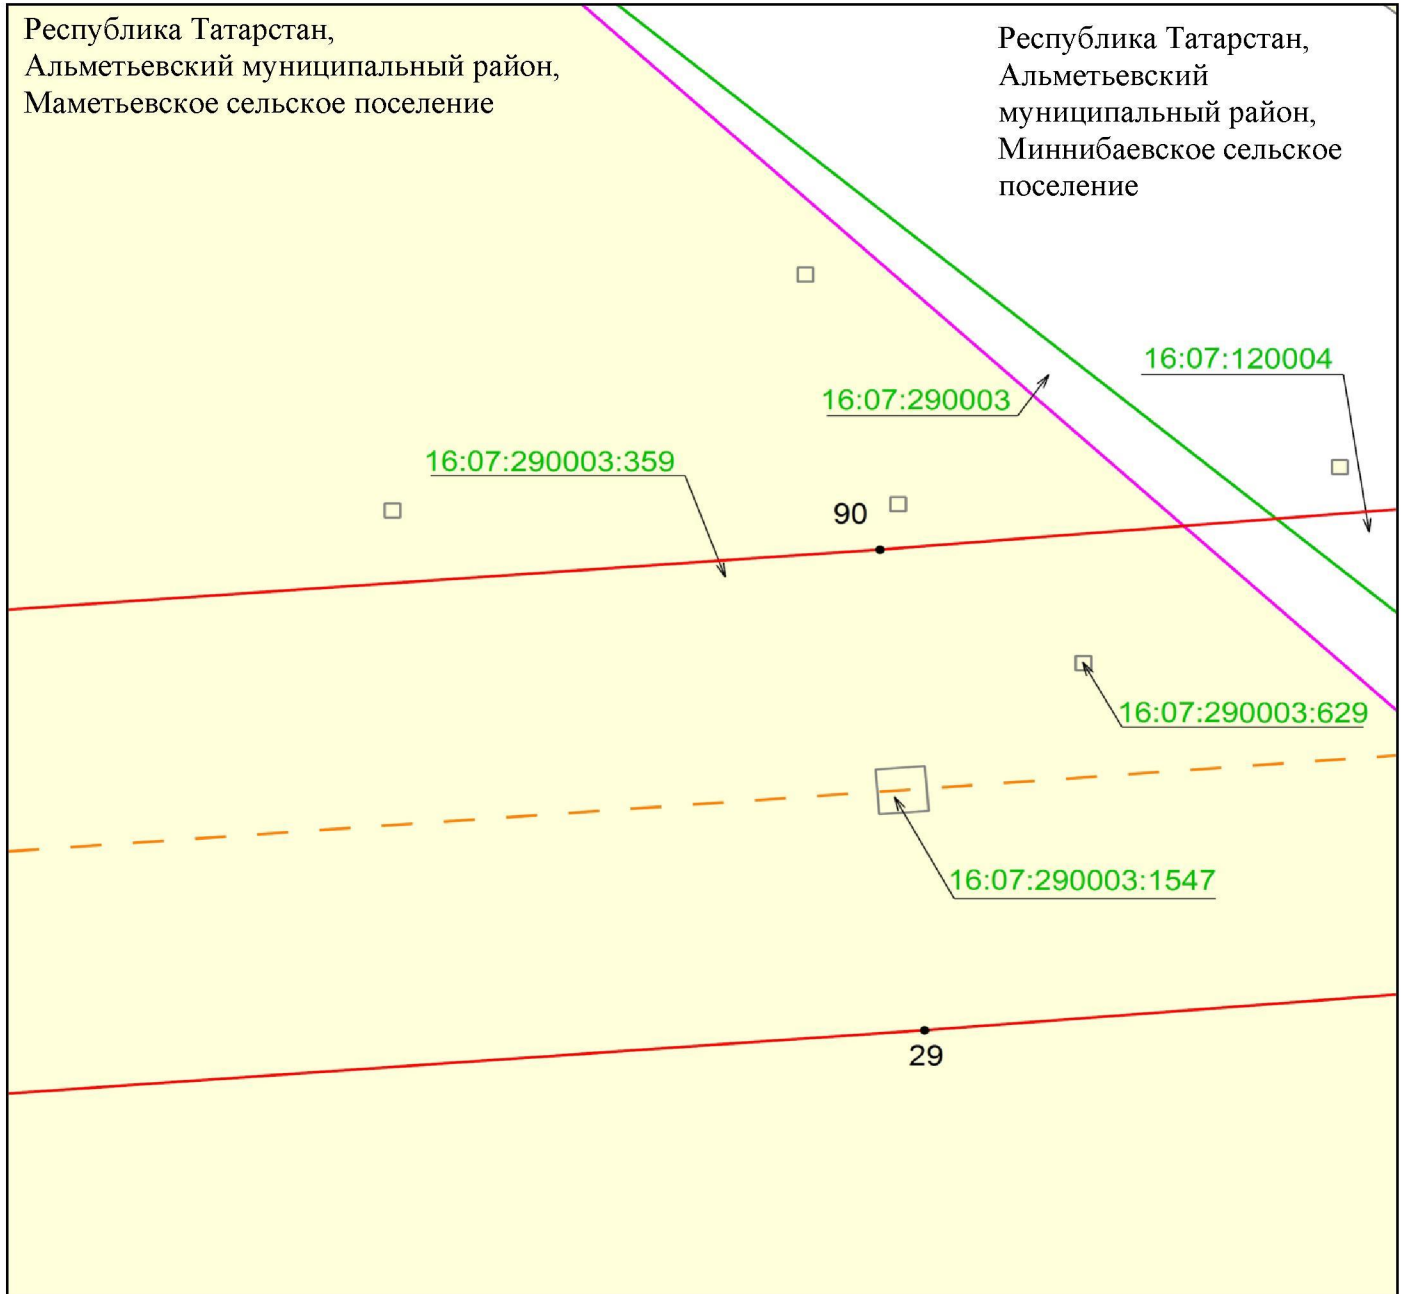 Республика Татарстан,
Альметьевский муниципальный район,
Маметьевское сельское поселение
Республика Татарстан,
Альметьевский
муниципальный район,
Миннибаевское сельское
поселение
16:07:120004
16:07:290003
16:07:290003:359
90
16:07:290003:629
16:07:290003:1547
29